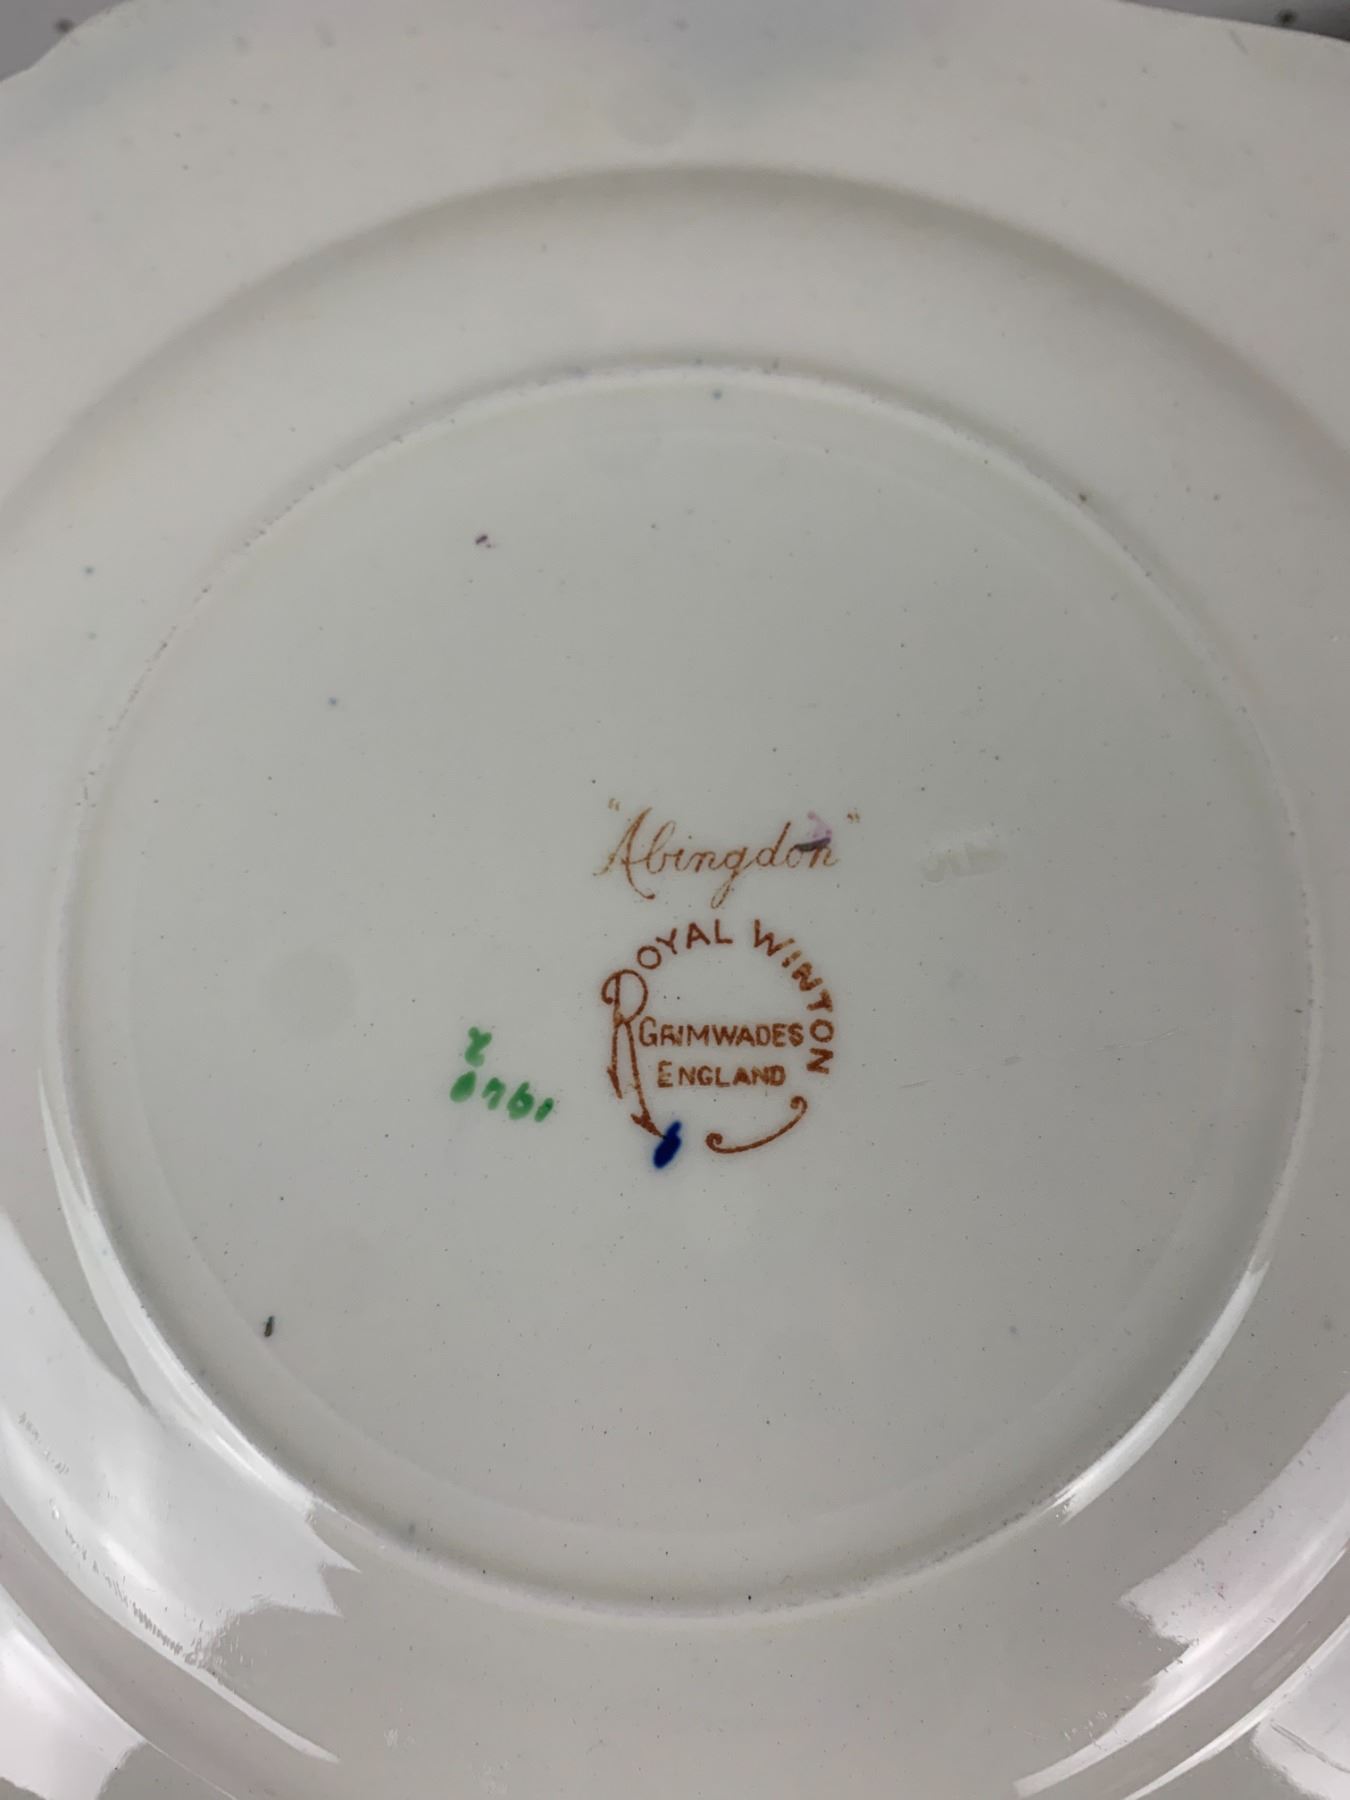 "Abingdon"
ROYAL WINTON
GRIMWADES
ENGLAND